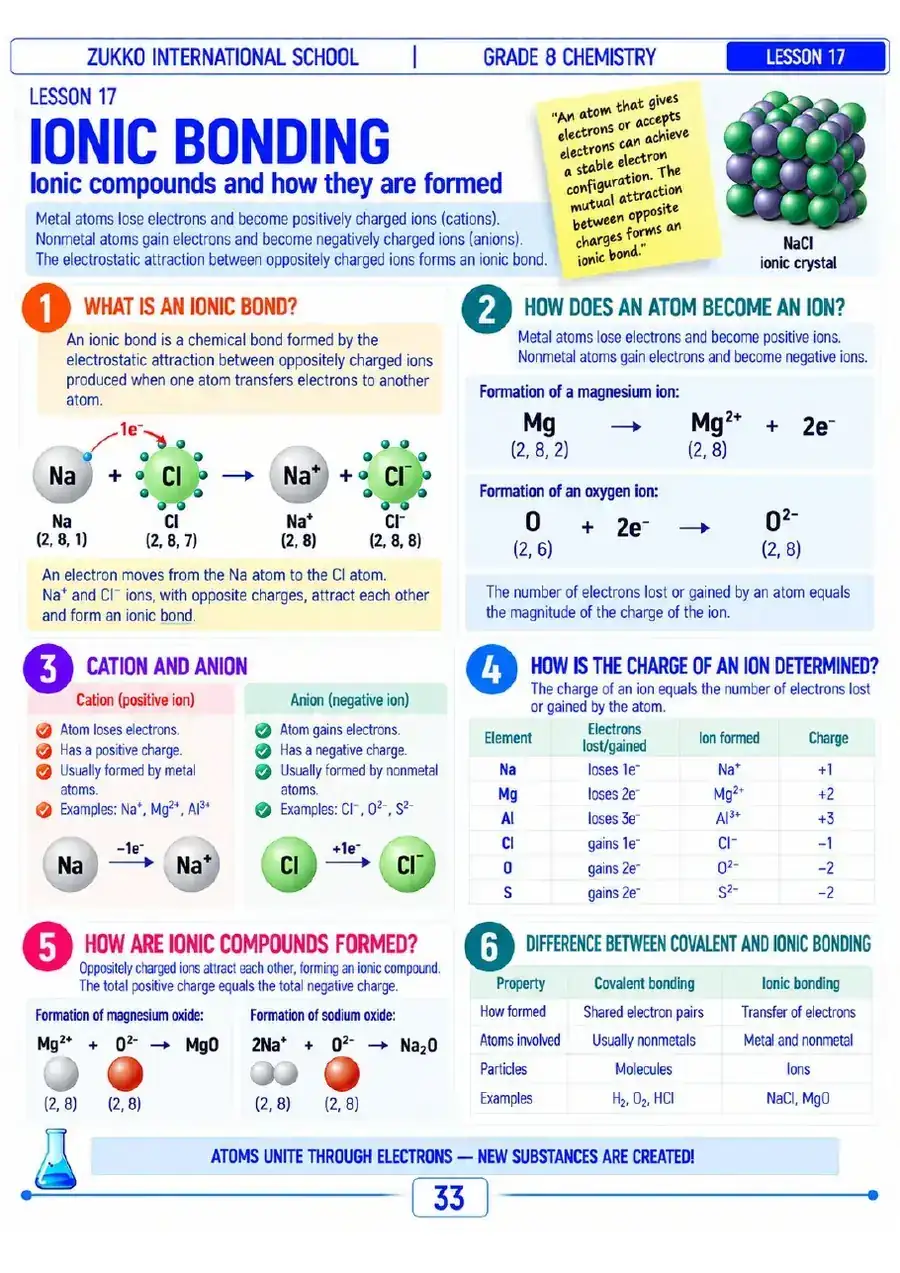 ZUKKO INTERNATIONAL SCHOOL | GRADE 8 CHEMISTRY LESSON 17
LESSON 17
IONIC BONDING
Ionic compounds and how they are formed
Metal atoms lose electrons and become positively charged ions (cations).
Nonmetal atoms gain electrons and become negatively charged ions (anions).
The electrostatic attraction between oppositely charged ions forms an ionic bond.
"An atom that gives
electrons or accepts
electrons can achieve
a stable electron
configuration. The
mutual attraction
between opposite
charges forms an
ionic bond."
NaCl
ionic crystal
1 WHAT IS AN IONIC BOND?
An ionic bond is a chemical bond formed by the
electrostatic attraction between oppositely charged ions
produced when one atom transfers electrons to another
atom.
1e⁻
Na + Cl → Na⁺ + Cl⁻
Na Cl Na⁺ Cl⁻
(2, 8, 1) (2, 8, 7) (2, 8) (2, 8, 8)
An electron moves from the Na atom to the Cl atom.
Na⁺ and Cl⁻ ions, with opposite charges, attract each other
and form an ionic bond.
2 HOW DOES AN ATOM BECOME AN ION?
Metal atoms lose electrons and become positive ions.
Nonmetal atoms gain electrons and become negative ions.
Formation of a magnesium ion:
Mg → Mg²⁺ + 2e⁻
(2, 8, 2) (2, 8)
Formation of an oxygen ion:
O + 2e⁻ → O²⁻
(2, 6) (2, 8)
The number of electrons lost or gained by an atom equals
the magnitude of the charge of the ion.
3 CATION AND ANION
Cation (positive ion)
Atom loses electrons.
Has a positive charge.
Usually formed by metal
atoms.
Examples: Na⁺, Mg²⁺, Al³⁺
Na −1e⁻ → Na⁺
Anion (negative ion)
Atom gains electrons.
Has a negative charge.
Usually formed by nonmetal
atoms.
Examples: Cl⁻, O²⁻, S²⁻
Cl +1e⁻ → Cl⁻
4 HOW IS THE CHARGE OF AN ION DETERMINED?
The charge of an ion equals the number of electrons lost
or gained by the atom.
Element Electrons lost/gained Ion formed Charge
Na loses 1e⁻ Na⁺ +1
Mg loses 2e⁻ Mg²⁺ +2
Al loses 3e⁻ Al³⁺ +3
Cl gains 1e⁻ Cl⁻ −1
O gains 2e⁻ O²⁻ −2
S gains 2e⁻ S²⁻ −2
5 HOW ARE IONIC COMPOUNDS FORMED?
Oppositely charged ions attract each other, forming an ionic compound.
The total positive charge equals the total negative charge.
Formation of magnesium oxide:
Mg²⁺ + O²⁻ → MgO
(2, 8) (2, 8)
Formation of sodium oxide:
2Na⁺ + O²⁻ → Na₂O
(2, 8) (2, 8)
6 DIFFERENCE BETWEEN COVALENT AND IONIC BONDING
Property Covalent bonding Ionic bonding
How formed Shared electron pairs Transfer of electrons
Atoms involved Usually nonmetals Metal and nonmetal
Particles Molecules Ions
Examples H₂, O₂, HCl NaCl, MgO
ATOMS UNITE THROUGH ELECTRONS — NEW SUBSTANCES ARE CREATED!
33